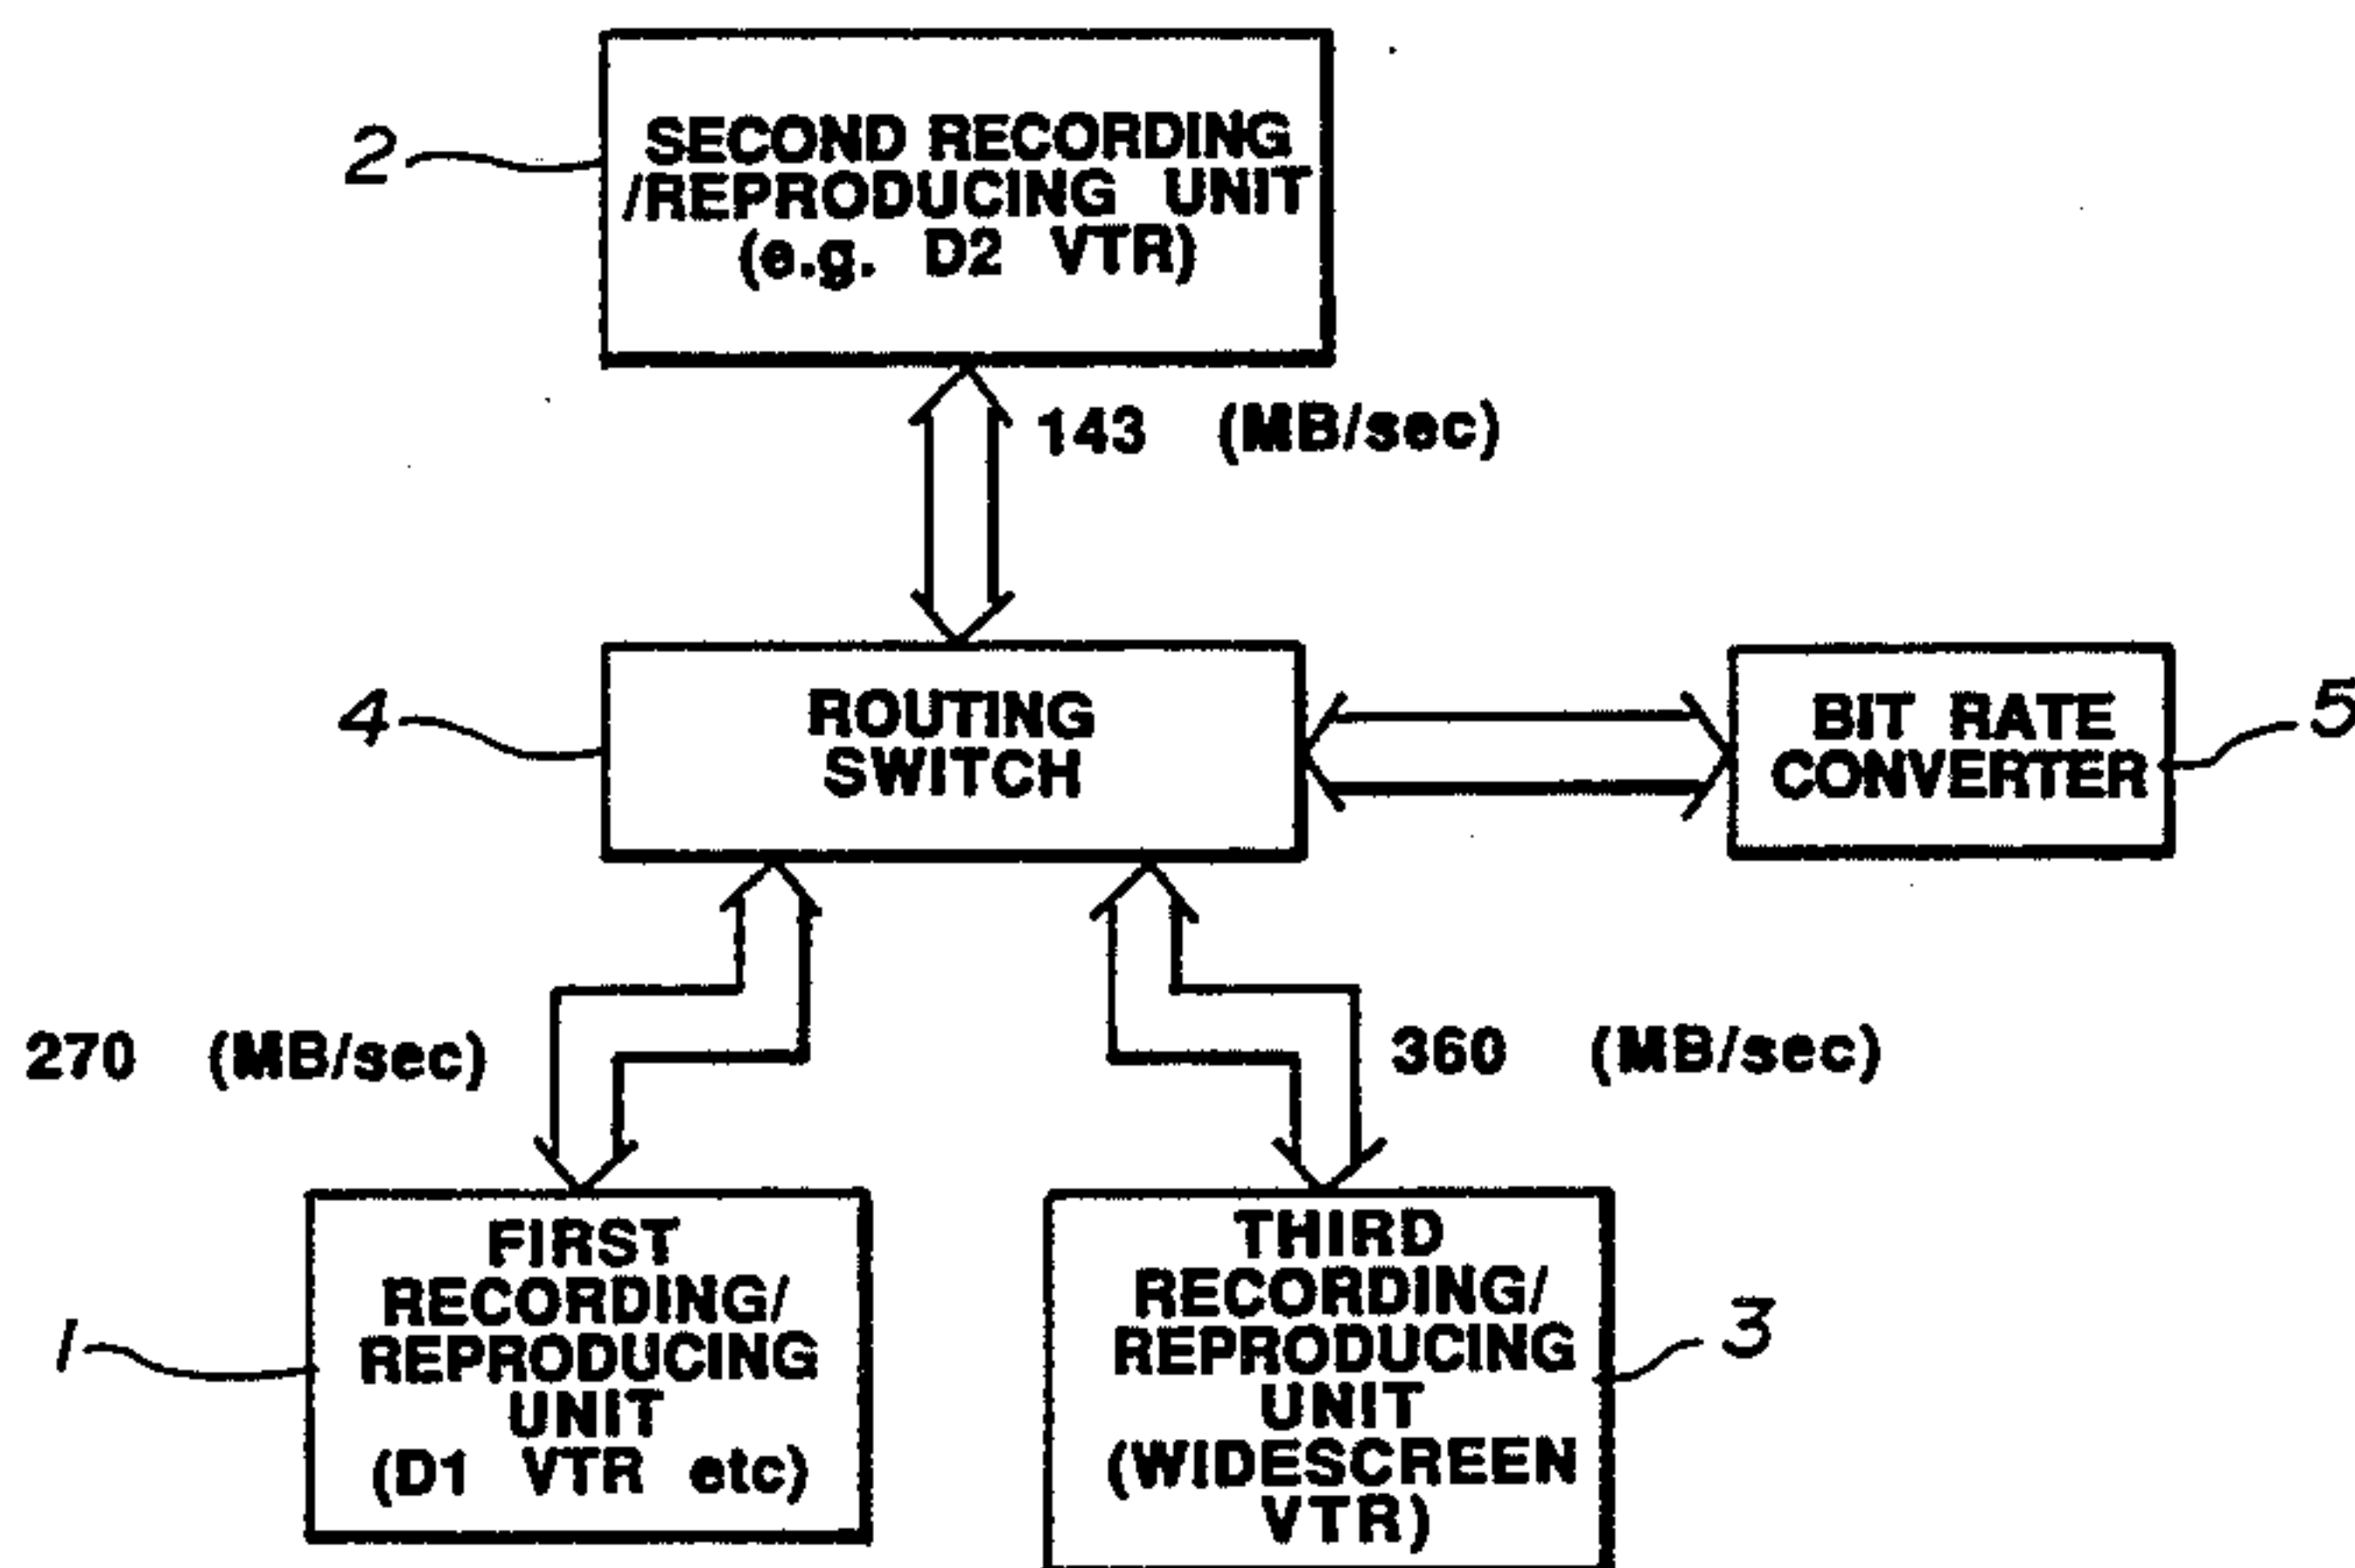 2
SECOND RECORDING
/REPRODUCING UNIT
(e.g. D2 VTR)
143 (MB/sec)
4
ROUTING
SWITCH
BIT RATE
CONVERTER
5
270 (MB/sec)
360 (MB/sec)
1
FIRST
RECORDING/
REPRODUCING
UNIT
(D1 VTR etc)
THIRD
RECORDING/
REPRODUCING
UNIT
(WIDESCREEN
VTR)
3